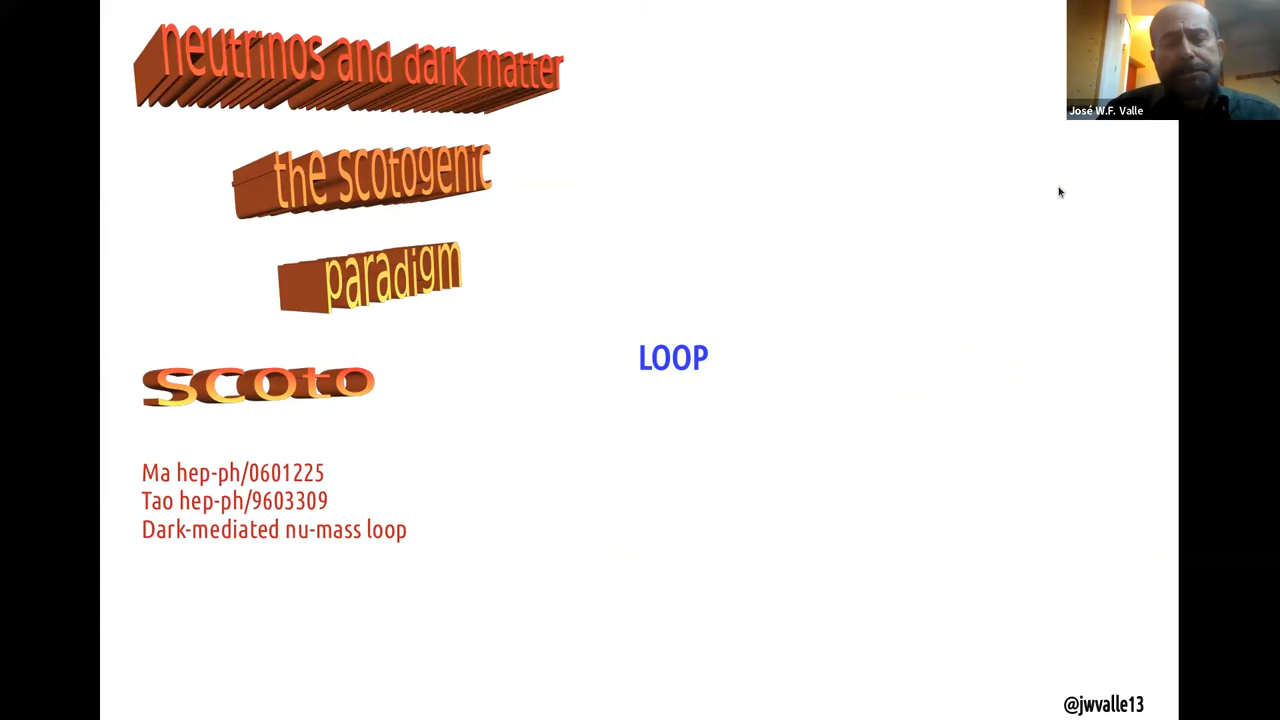 neutrinos and dark matter
the scotogenic
paradigm
scoto
LOOP
Ma hep-ph/0601225
Tao hep-ph/9603309
Dark-mediated nu-mass loop
José W.F. Valle
@jwvalle13